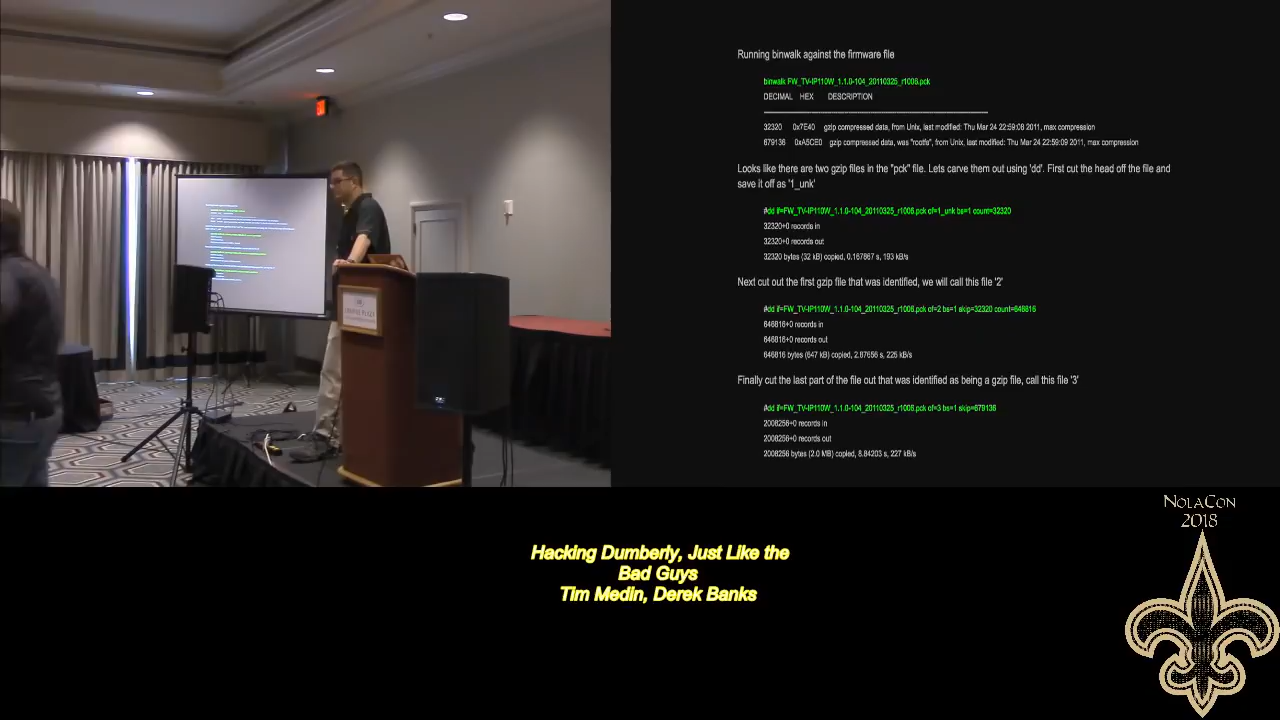 Running binwalk against the firmware file
binwalk FW_TV-IP110W_1.1.0-104_20110325_r1006.pck
DECIMAL HEX DESCRIPTION
32320 0x7E40 gzip compressed data, from Unix, last modified: Thu Mar 24 22:59:08 2011, max compression
679136 0xA5CE0 gzip compressed data, was "rootfs", from Unix, last modified: Thu Mar 24 22:59:09 2011, max compression
Looks like there are two gzip files in the "pck" file. Lets carve them out using 'dd'. First cut the head off the file and
save it off as '1_unk'
#dd if=FW_TV-IP110W_1.1.0-104_20110325_r1006.pck of=1_unk bs=1 count=32320
32320+0 records in
32320+0 records out
32320 bytes (32 kB) copied, 0.167867 s, 193 kB/s
Next cut out the first gzip file that was identified, we will call this file '2'
#dd if=FW_TV-IP110W_1.1.0-104_20110325_r1006.pck of=2 bs=1 skip=32320 count=646816
646816+0 records in
646816+0 records out
646816 bytes (647 kB) copied, 2.87656 s, 225 kB/s
Finally cut the last part of the file out that was identified as being a gzip file, call this file '3'
#dd if=FW_TV-IP110W_1.1.0-104_20110325_r1006.pck of=3 bs=1 skip=679136
2008256+0 records in
2008256+0 records out
2008256 bytes (2.0 MB) copied, 8.84203 s, 227 kB/s
NOLACON
2018
Hacking Dumberly, Just Like the
Bad Guys
Tim Medin, Derek Banks